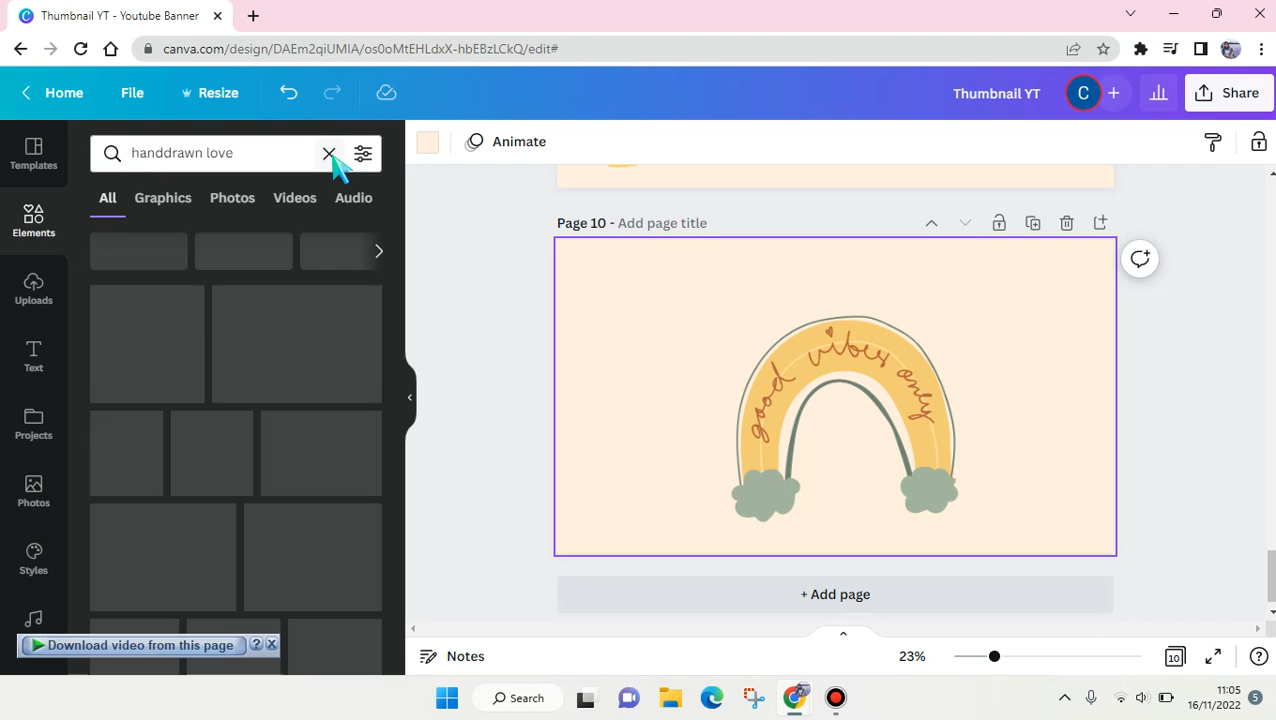 Thumbnail YT - Youtube Banner
canva.com/design/DAEm2qiUMIA/os0oMtEHLdxX-hbEBzLCkQ/edit#
Home File Resize Thumbnail YT C Share
Templates
Elements
Uploads
Text
Projects
Photos
Styles
handdrawn love
All Graphics Photos Videos Audio
Animate
Page 10 - Add page title
good vibes only
+ Add page
Download video from this page ?
Notes 23% 10 ?
Search
11:05
16/11/2022 5